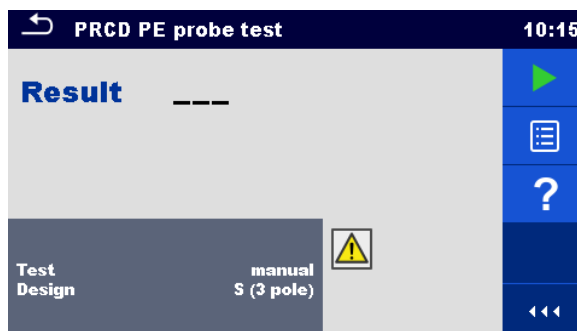 PRCD PE probe test 10:15
Result ___
?
Test manual
Design S (3 pole)